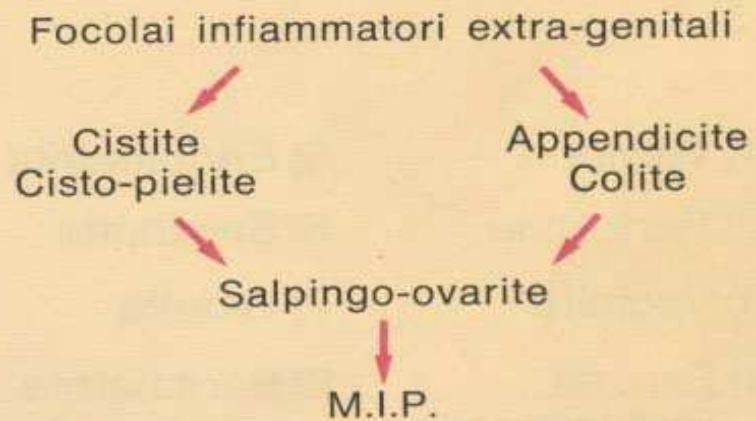 Focolai infiammatori extra-genitali
Cistite
Cisto-pielite
Appendicite
Colite
Salpingo-ovarite
M.I.P.